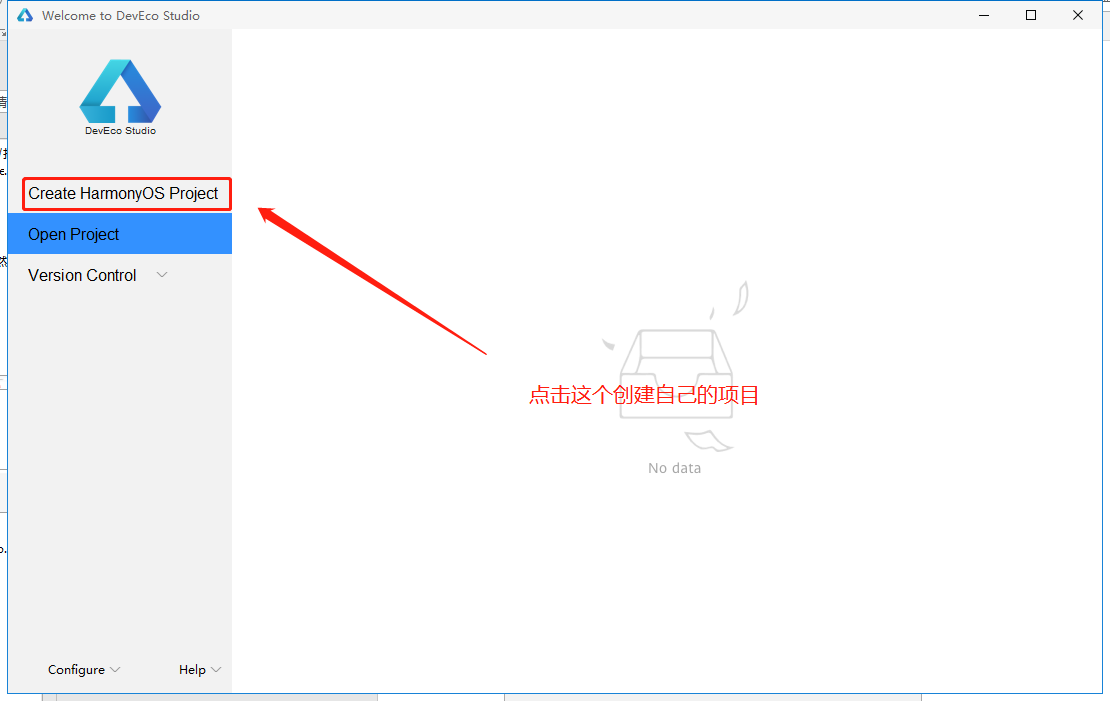 Welcome to DevEco Studio
DevEco Studio
Create HarmonyOS Project
Open Project
Version Control
点击这个创建自己的项目
No data
Configure
Help